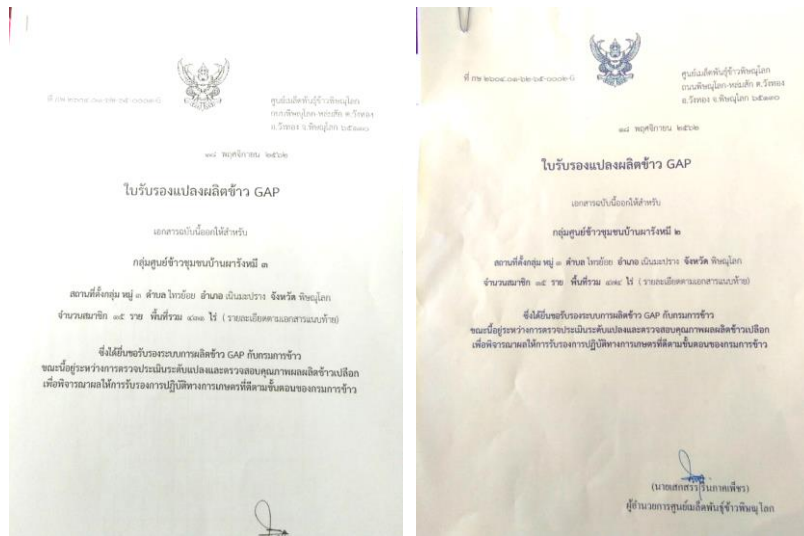 ศูนย์เมล็ดพันธุ์ข้าวพิษณุโลก
ถนนพิษณุโลก-หล่มสัก ต.วังทอง
อ.วังทอง จ.พิษณุโลก ๖๕๑๓๐
๑๘ พฤศจิกายน ๒๕๖๒
ใบรับรองแปลงผลิตข้าว GAP
เอกสารฉบับนี้ออกให้สำหรับ
กลุ่มศูนย์ข้าวชุมชนบ้านผารังหมี ๑
สถานที่ตั้งกลุ่ม หมู่ ๑ ตำบล ไทรย้อย อำเภอ เนินมะปราง จังหวัด พิษณุโลก
จำนวนสมาชิก ๑๕ ราย พื้นที่รวม ไร่ ( รายละเอียดตามเอกสารแนบท้าย)
ซึ่งได้ยื่นขอรับรองระบบการผลิตข้าว GAP กับกรมการข้าว
ขณะนี้อยู่ระหว่างการตรวจประเมินระดับแปลงและตรวจสอบคุณภาพผลผลิตข้าวเปลือก
เพื่อพิจารณาผลให้การรับรองการปฏิบัติทางการเกษตรที่ดีตามขั้นตอนของกรมการข้าว
ศูนย์เมล็ดพันธุ์ข้าวพิษณุโลก
ถนนพิษณุโลก-หล่มสัก ต.วังทอง
อ.วังทอง จ.พิษณุโลก ๖๕๑๓๐
๑๘ พฤศจิกายน ๒๕๖๒
ใบรับรองแปลงผลิตข้าว GAP
เอกสารฉบับนี้ออกให้สำหรับ
กลุ่มศูนย์ข้าวชุมชนบ้านผารังหมี ๒
สถานที่ตั้งกลุ่ม หมู่ ๑ ตำบล ไทรย้อย อำเภอ เนินมะปราง จังหวัด พิษณุโลก
จำนวนสมาชิก ๑๕ ราย พื้นที่รวม ไร่ ( รายละเอียดตามเอกสารแนบท้าย)
ซึ่งได้ยื่นขอรับรองระบบการผลิตข้าว GAP กับกรมการข้าว
ขณะนี้อยู่ระหว่างการตรวจประเมินระดับแปลงและตรวจสอบคุณภาพผลผลิตข้าวเปลือก
เพื่อพิจารณาผลให้การรับรองการปฏิบัติทางการเกษตรที่ดีตามขั้นตอนของกรมการข้าว
ผู้อำนวยการศูนย์เมล็ดพันธุ์ข้าวพิษณุโลก